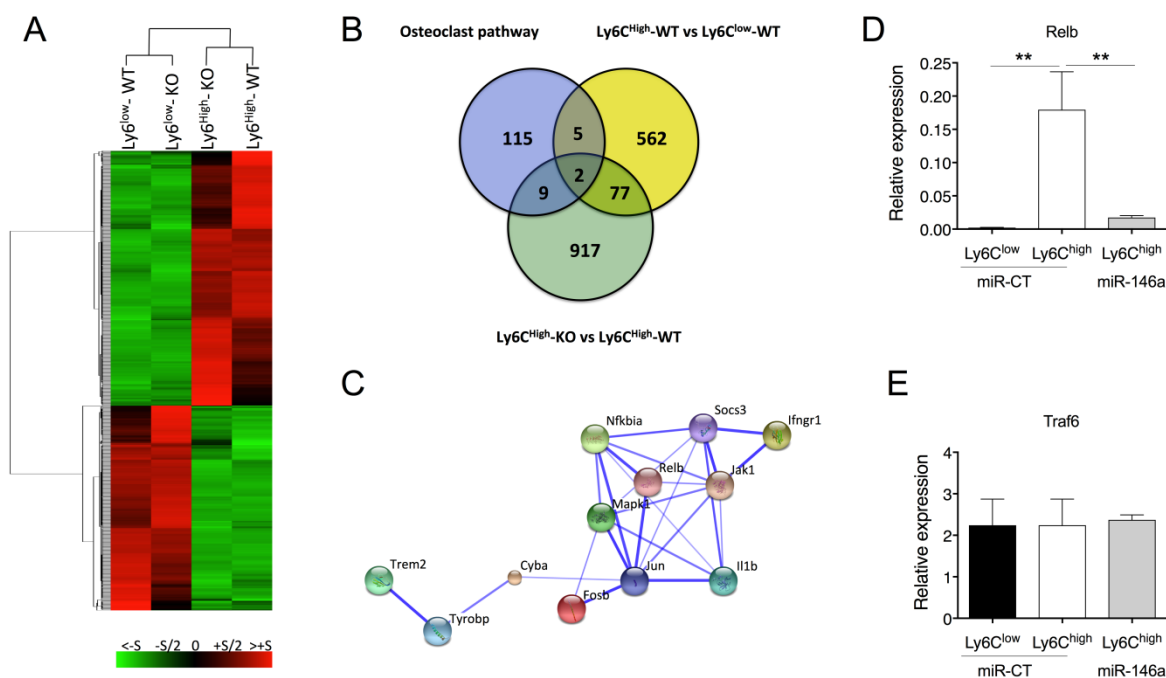 A
Ly6^low- WT
Ly6^low- KO
Ly6^High- KO
Ly6^High- WT
<-S -S/2 0 +S/2 >+S
B
Osteoclast pathway
Ly6C^High-WT vs Ly6C^low-WT
115
5
562
2
9
77
917
Ly6C^High-KO vs Ly6C^High-WT
C
Nfkbia
Socs3
Ifngr1
Relb
Jak1
Mapk1
Trem2
Cyba
Jun
Il1b
Tyrobp
Fosb
D
Relb
** **
Relative expression
0.25
0.20
0.15
0.10
0.05
0.00
Ly6C^low Ly6C^high Ly6C^high
miR-CT miR-146a
E
Traf6
Relative expression
4
3
2
1
0
Ly6C^low Ly6C^high Ly6C^high
miR-CT miR-146a